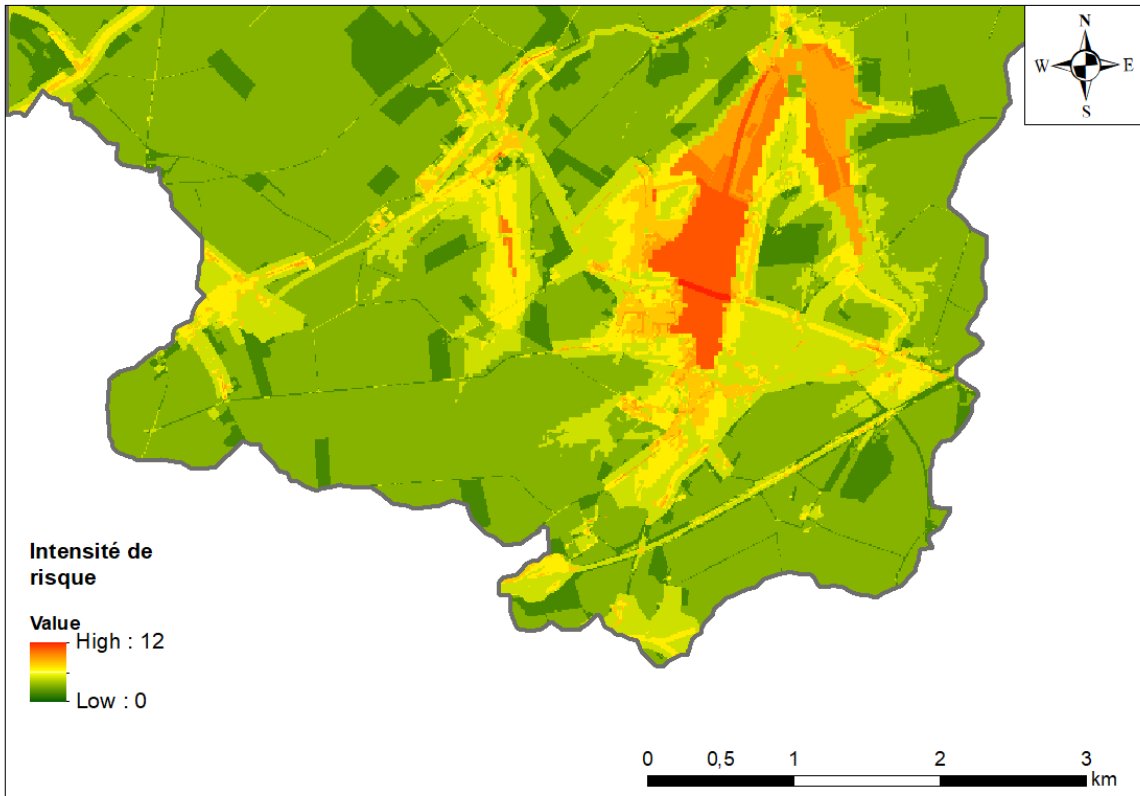 N
W E
S
Intensité de
risque
Value
High : 12
Low : 0
0 0,5 1 2 3
km